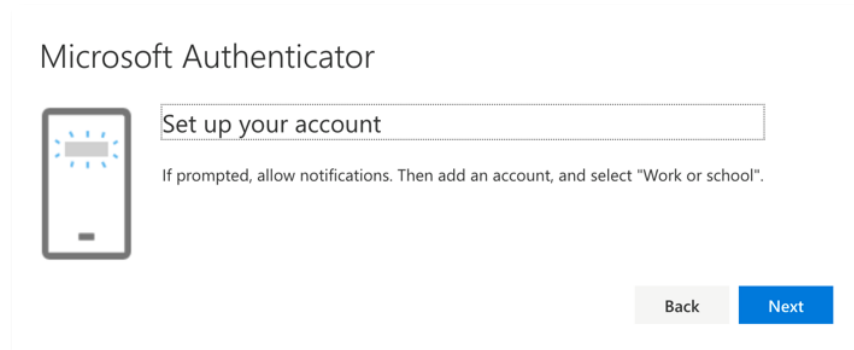 Microsoft Authenticator
Set up your account
If prompted, allow notifications. Then add an account, and select "Work or school".
Back
Next